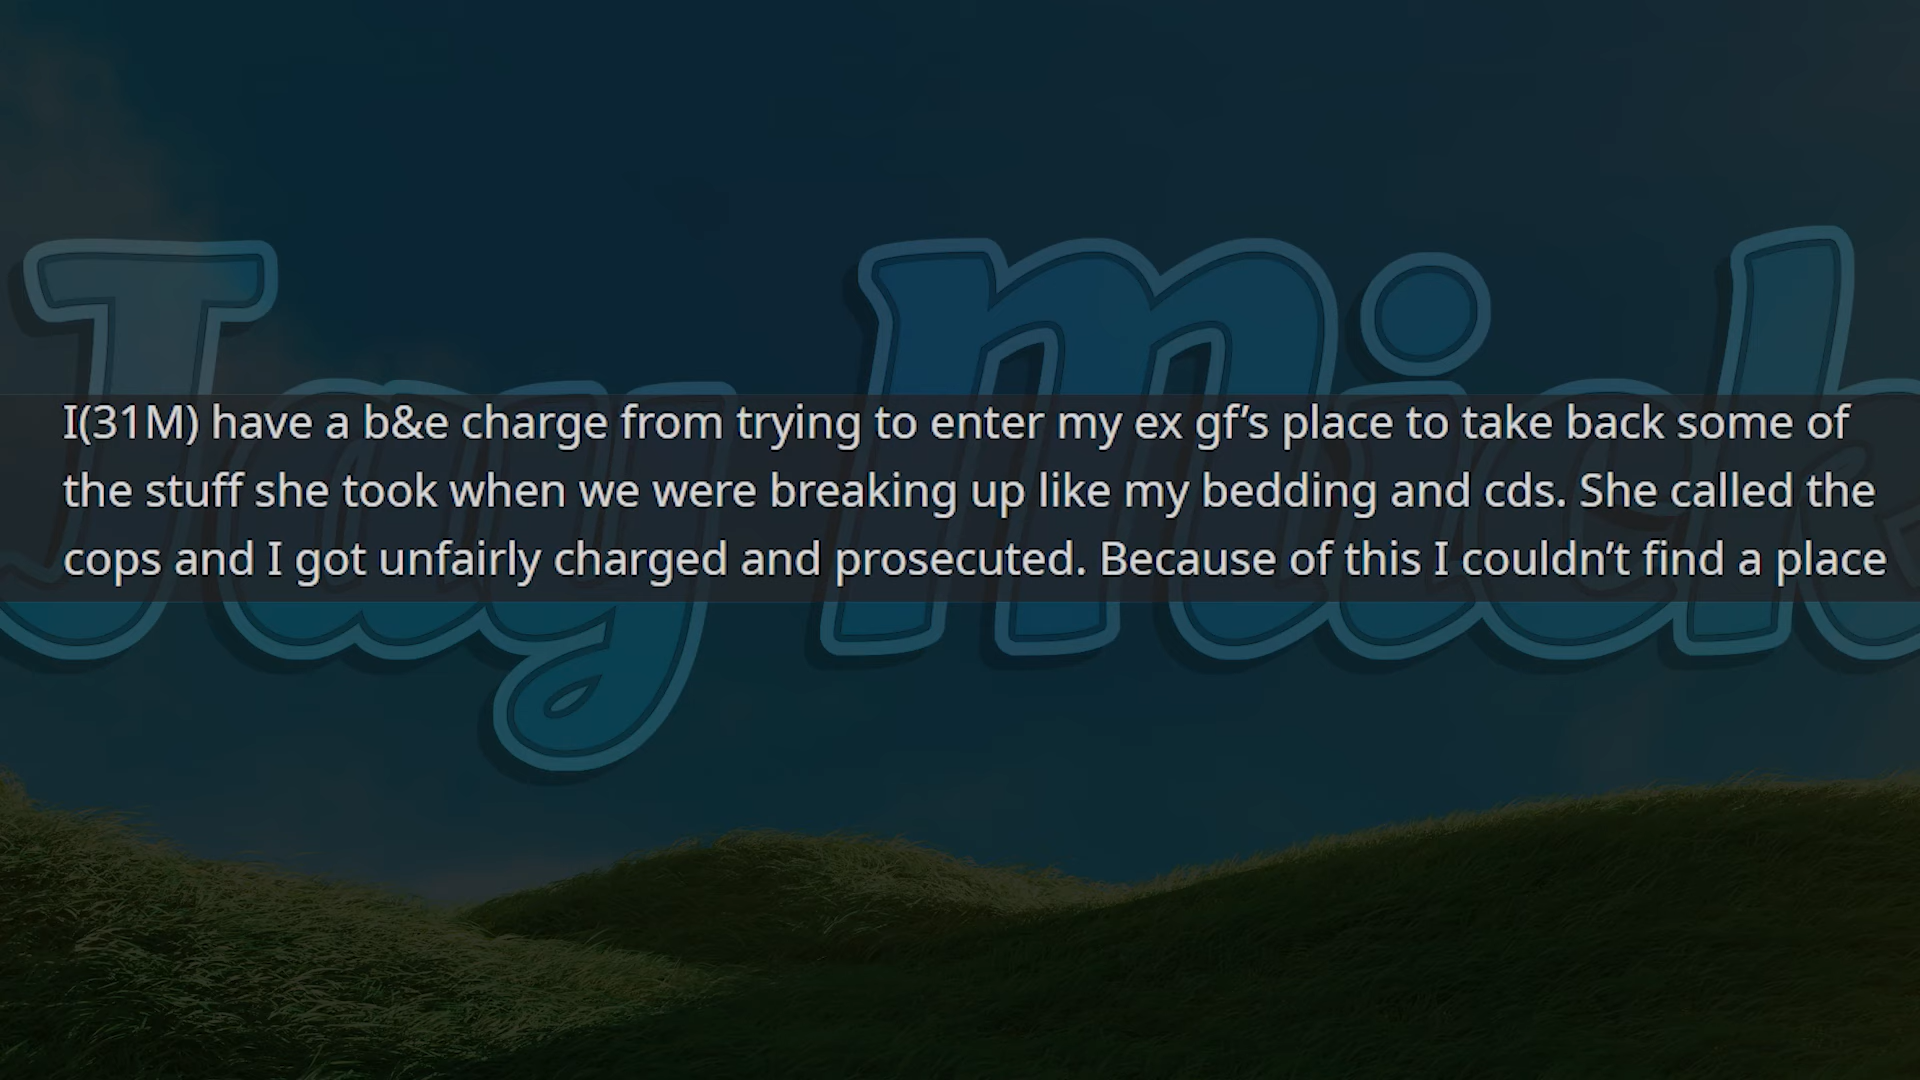 Jay Mick
I(31M) have a b&e charge from trying to enter my ex gf’s place to take back some of
the stuff she took when we were breaking up like my bedding and cds. She called the
cops and I got unfairly charged and prosecuted. Because of this I couldn’t find a place